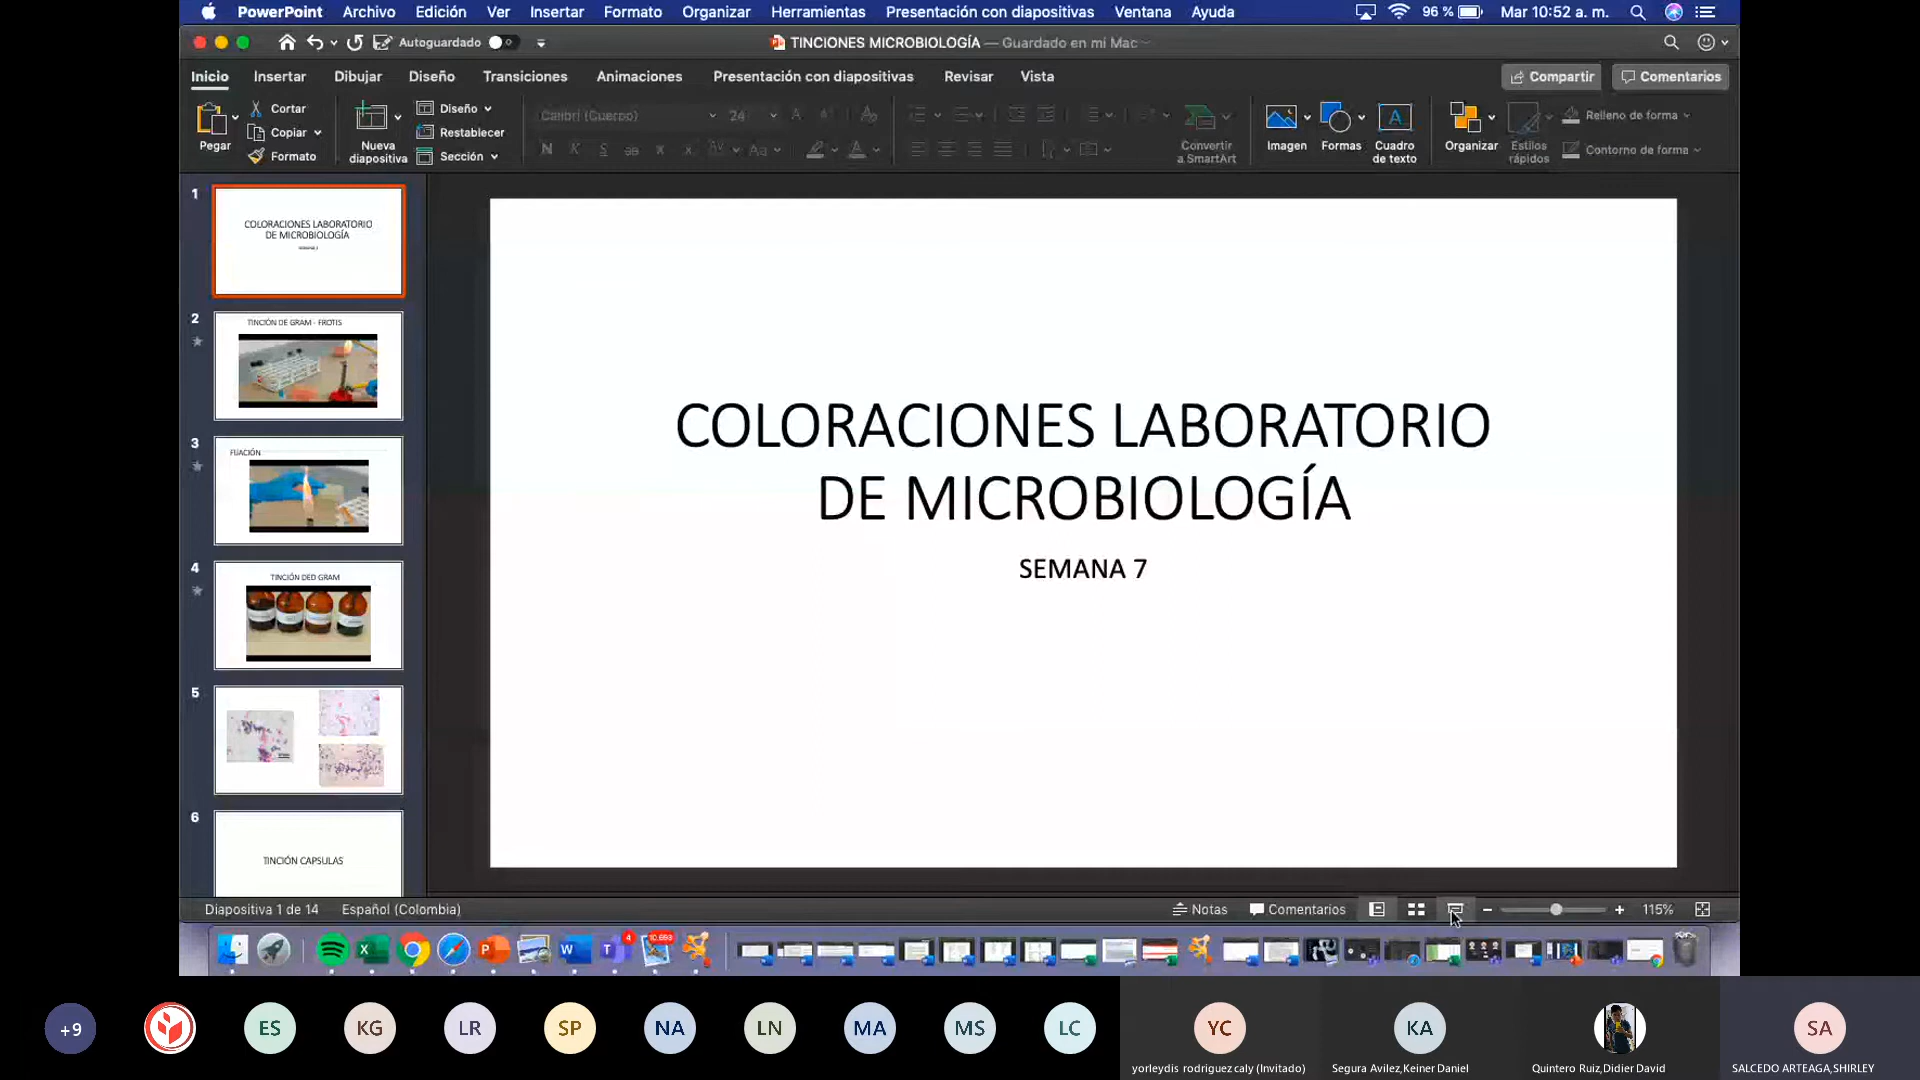 PowerPoint Archivo Edición Ver Insertar Formato Organizar Herramientas Presentación con diapositivas Ventana Ayuda 96 % Mar 10:52 a. m.
Autoguardado TINCIONES MICROBIOLOGÍA — Guardado en mi Mac
Inicio Insertar Dibujar Diseño Transiciones Animaciones Presentación con diapositivas Revisar Vista Compartir Comentarios
Pegar
Cortar
Copiar
Formato
Nueva
diapositiva
Diseño
Restablecer
Sección
Calibri (Cuerpo) 24
N K S ab
Convertir
a SmartArt
Imagen
Formas
Cuadro
de texto
Organizar
Estilos
rápidos
Relleno de forma
Contorno de forma
1
COLORACIONES LABORATORIO
DE MICROBIOLOGÍA
SEMANA 7
2
TINCIÓN DE GRAM - FROTIS
3
FIJACIÓN
4
TINCIÓN DED GRAM
5
6
TINCIÓN CAPSULAS
COLORACIONES LABORATORIO
DE MICROBIOLOGÍA
SEMANA 7
Diapositiva 1 de 14 Español (Colombia) Notas Comentarios 115%
4
+9 ES KG LR SP NA LN MA MS LC YC KA SA
yorleydis rodriguez caly (Invitado) Segura Avilez,Keiner Daniel Quintero Ruiz,Didier David SALCEDO ARTEAGA,SHIRLEY